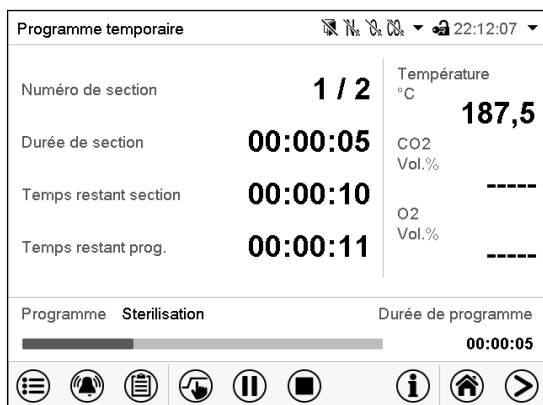 Programme temporaire 22:12:07
Numéro de section 1 / 2
Durée de section 00:00:05
Temps restant section 00:00:10
Temps restant prog. 00:00:11
Température
°C
187,5
CO2
Vol.%
-----
O2
Vol.%
-----
Programme Sterilisation Durée de programme
00:00:05